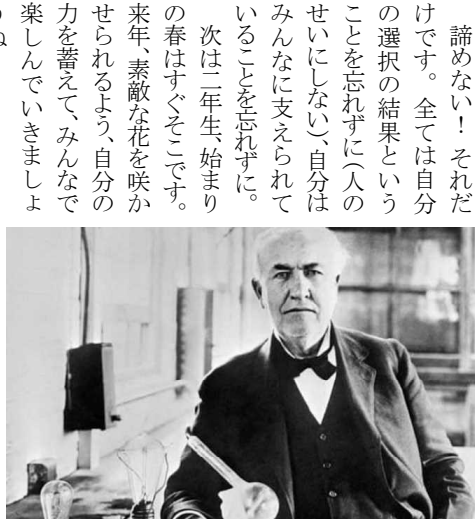 諦めない！それだ
けです。全ては自分
の選択の結果という
ことを忘れずに（人の
せいにしない）、自分は
みんなに支えられて
いることを忘れずに。
次は二年生、始まり
の春はすぐそこです。
来年、素敵な花を咲か
せられるよう、自分の
力を蓄えて、みんなで
楽しんでいきましょ
うね